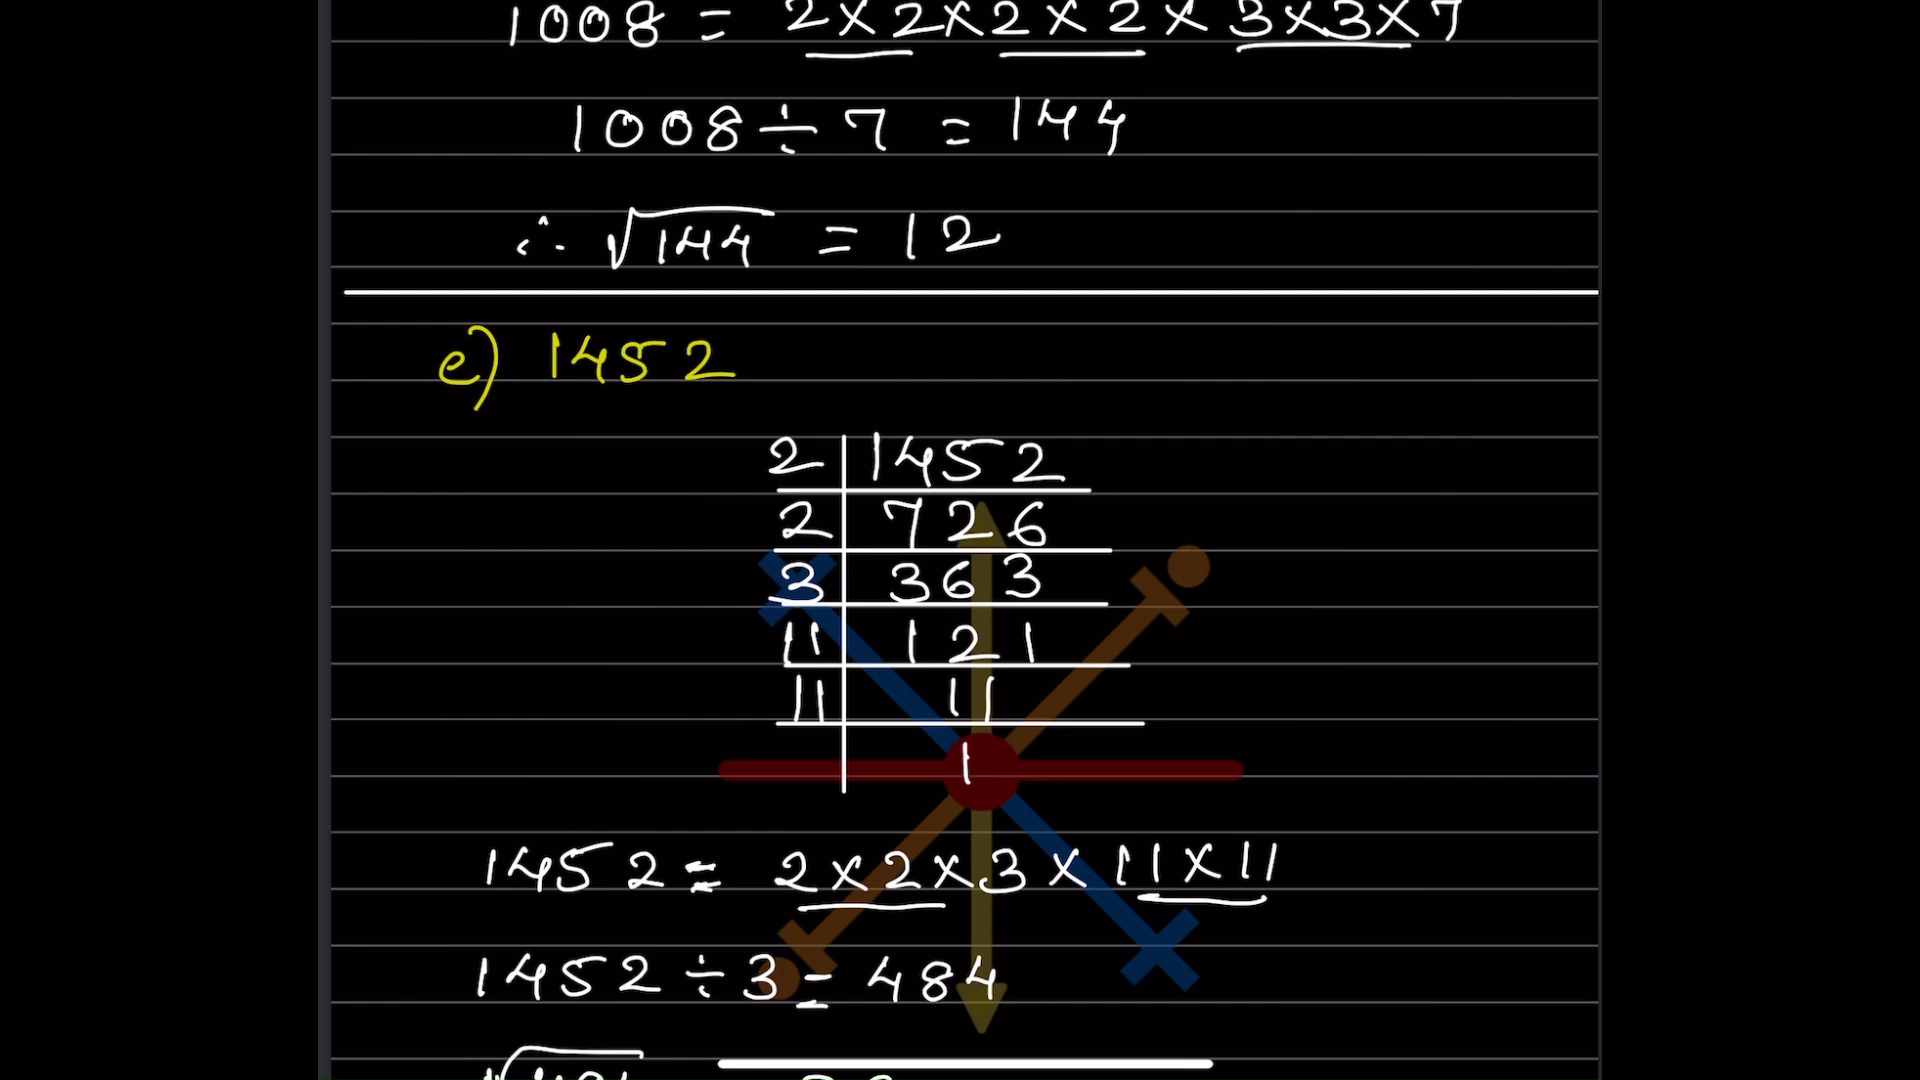 1008 = 2×2×2×2×3×3×7
1008÷7 = 144
∴ √144 = 12
e) 1452
2 | 1452
2 | 726
3 | 363
11 | 121
11 | 11
1
1452 = 2×2×3×11×11
1452÷3 = 484